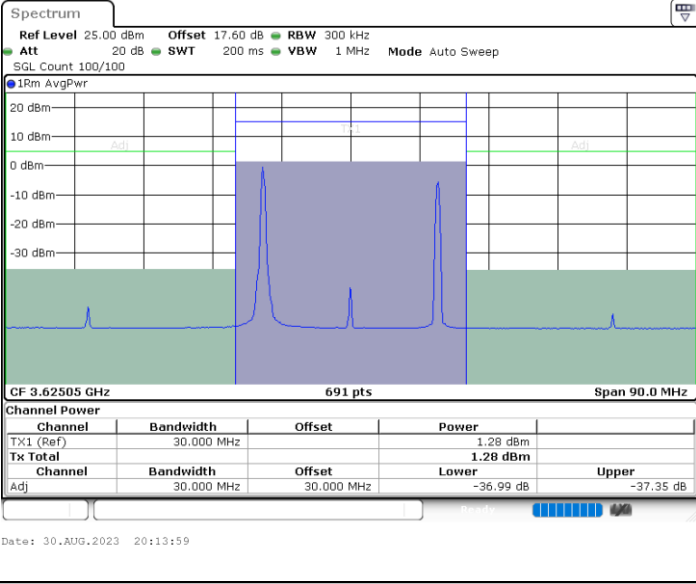 Spectrum
Ref Level 25.00 dBm Offset 17.60 dB RBW 300 kHz
Att 20 dB SWT 200 ms VBW 1 MHz Mode Auto Sweep
SGL Count 100/100
1Rm AvgPwr
20 dBm
TX1
10 dBm
Adj Adj
0 dBm
-10 dBm
-20 dBm
-30 dBm
CF 3.62505 GHz 691 pts Span 90.0 MHz
Channel Power
Channel Bandwidth Offset Power
TX1 (Ref) 30.000 MHz 1.28 dBm
Tx Total 1.28 dBm
Channel Bandwidth Offset Lower Upper
Adj 30.000 MHz 30.000 MHz -36.99 dB -37.35 dB
Ready
Date: 30.AUG.2023 20:13:59